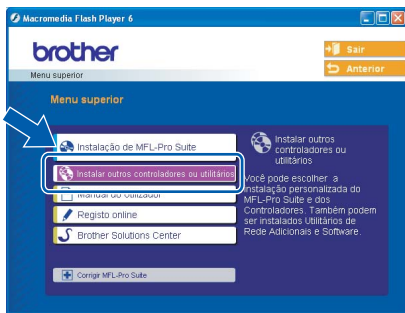 Macromedia Flash Player 6
brother
Sair
Anterior
Menu superior
Menu superior
Instalação de MFL-Pro Suite
Instalar outros controladores ou utilitários
Manual do Utilizador
Registo online
Brother Solutions Center
Corrigir MFL-Pro Suite
Instalar outros
controladores ou
utilitários
Você pode escolher a
instalação personalizada do
MFL-Pro Suite e dos
Controladores. Também podem
ser instalados Utilitários de
Rede Adicionais e Software.